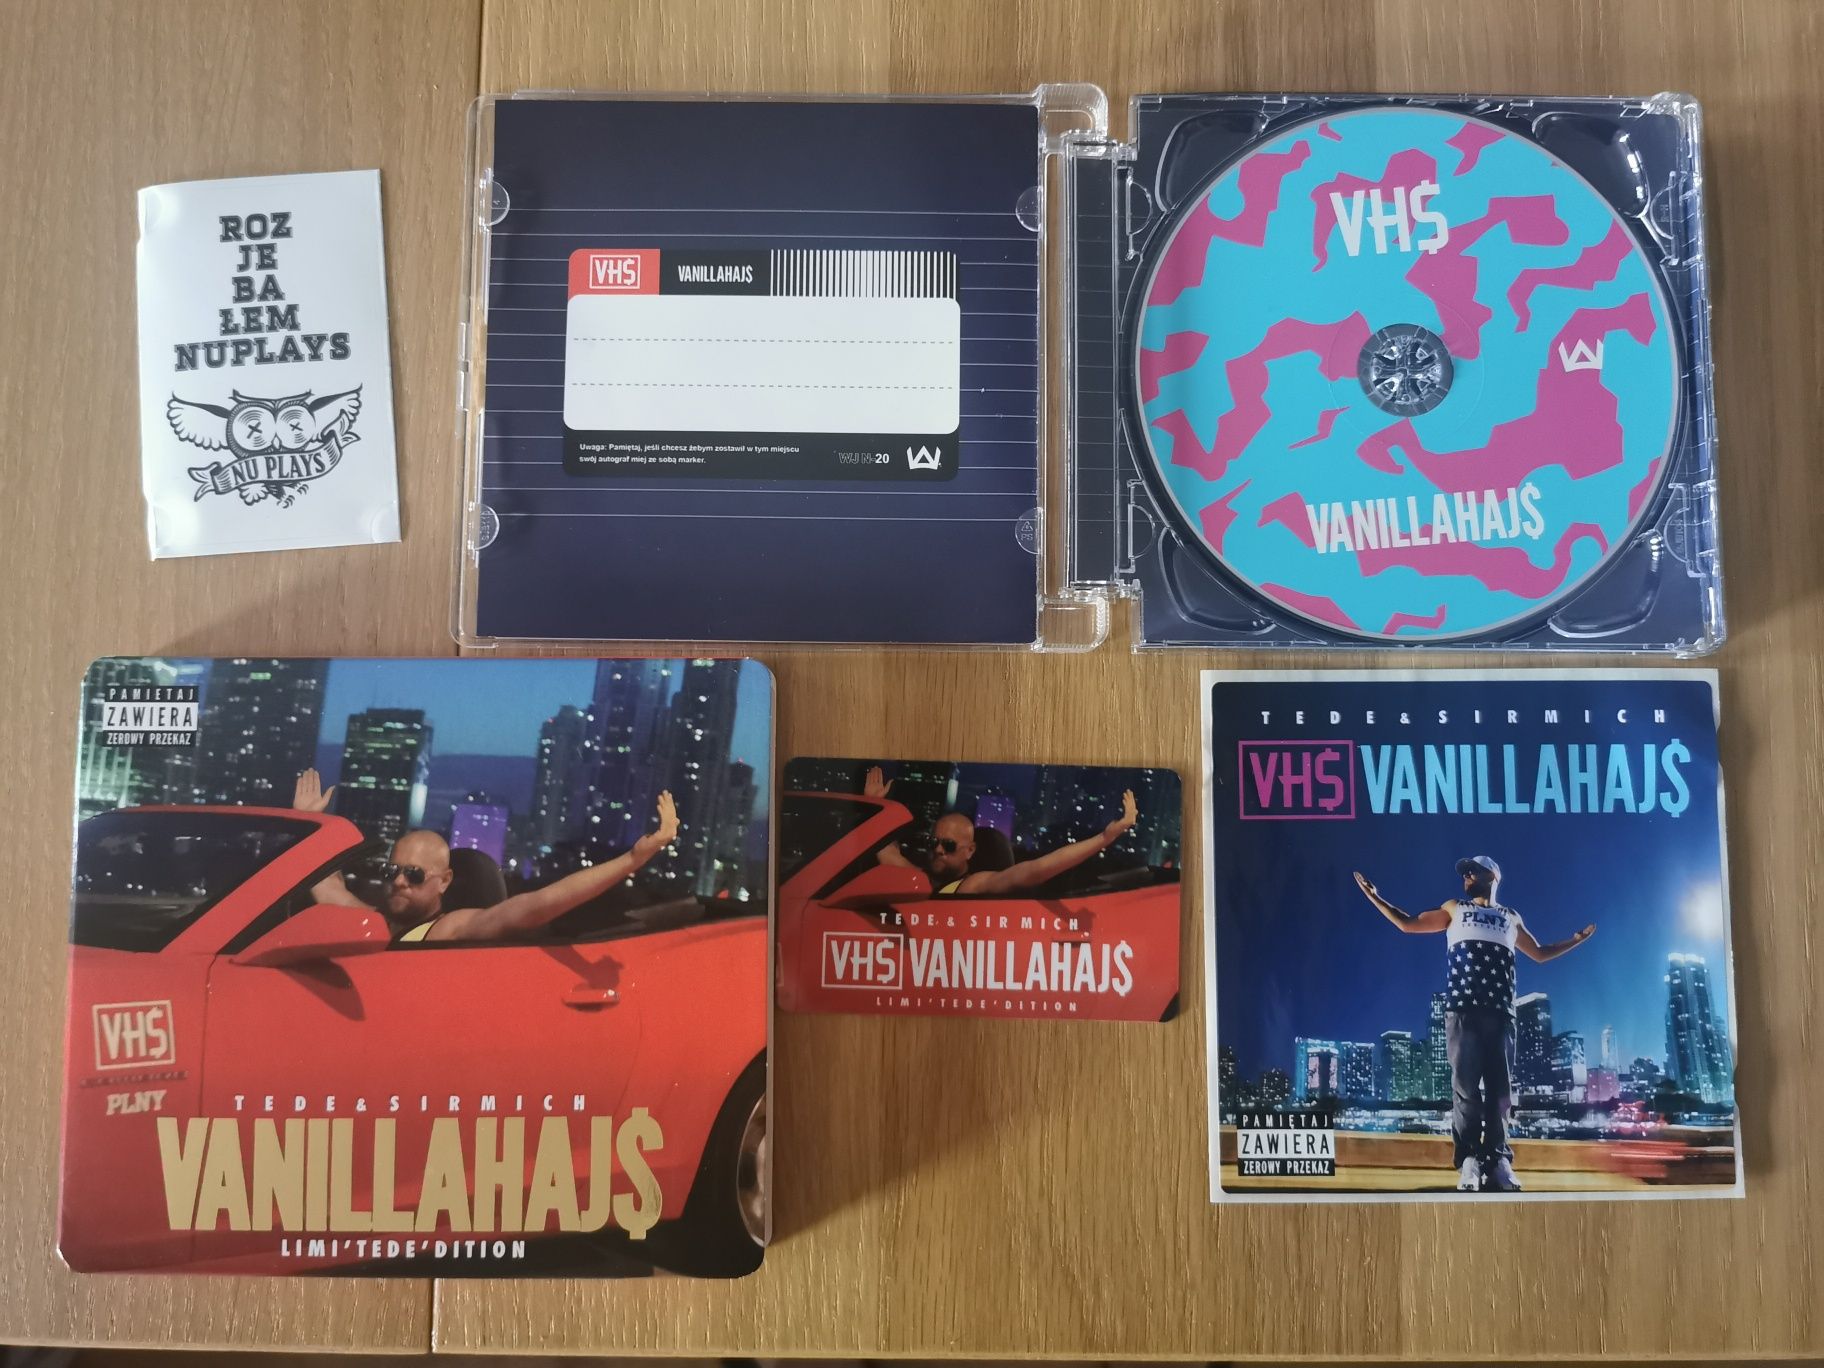 ROZ
JE
BA
ŁEM
NUPLAYS
NU PLAYS
VH$
VANILLAHAJ$
Uwaga: Pamiętaj, jeśli chcesz żebym zostawił w tym miejscu
swój autograf miej ze sobą marker.
WJ N-20
PS
VH$
VANILLAHAJ$
PAMIĘTAJ
ZAWIERA
ZEROWY PRZEKAZ
VH$
PLNY
TEDE & SIRMICH
VANILLAHAJ$
LIMI'TEDE'DITION
TEDE & SIR MICH
VH$ VANILLAHAJ$
LIMI'TEDE'DITION
TEDE & SIRMICH
VH$ VANILLAHAJ$
PLNY
PAMIĘTAJ
ZAWIERA
ZEROWY PRZEKAZ